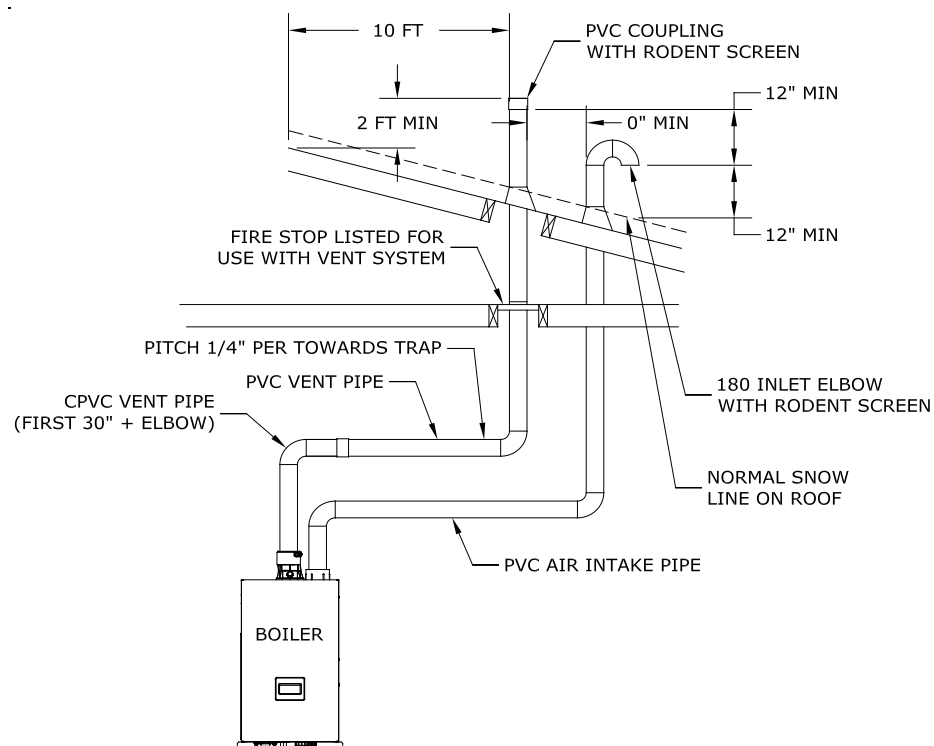 10 FT
PVC COUPLING
WITH RODENT SCREEN
12" MIN
2 FT MIN
0" MIN
12" MIN
FIRE STOP LISTED FOR
USE WITH VENT SYSTEM
PITCH 1/4" PER TOWARDS TRAP
PVC VENT PIPE
CPVC VENT PIPE
(FIRST 30" + ELBOW)
180 INLET ELBOW
WITH RODENT SCREEN
NORMAL SNOW
LINE ON ROOF
PVC AIR INTAKE PIPE
BOILER